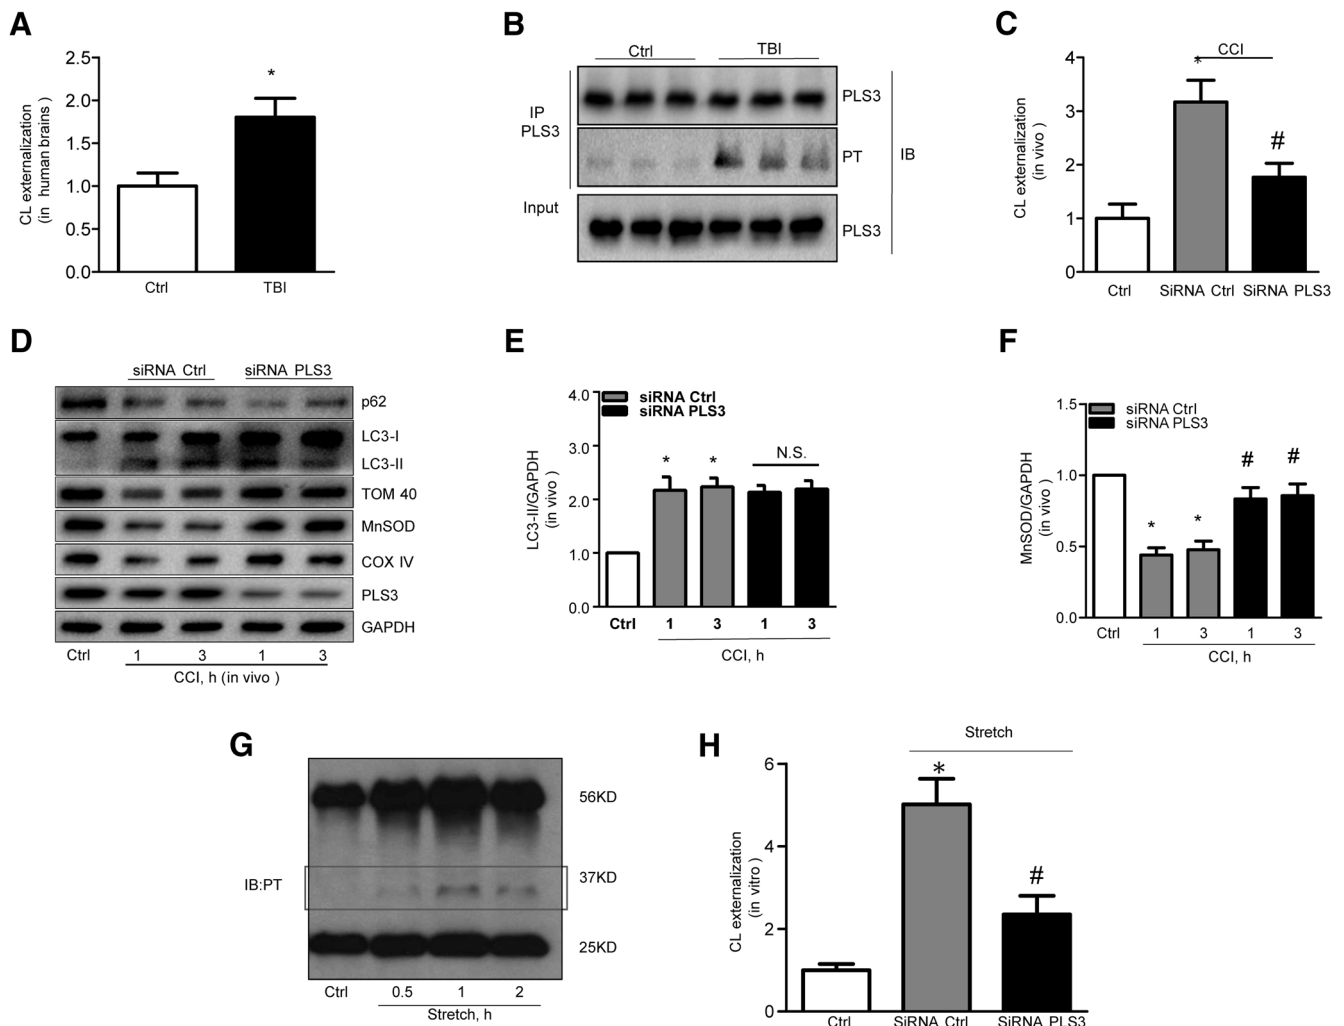 A
CL externalization
(in human brains)
2.5
2.0
1.5
1.0
0.5
0.0
*
Ctrl
TBI
B
Ctrl
TBI
IP
PLS3
Input
PLS3
PT
PLS3
IB
C
CL externalization
(in vivo )
4
3
2
1
0
CCI
*
#
Ctrl
SiRNA Ctrl
SiRNA PLS3
D
siRNA Ctrl
siRNA PLS3
p62
LC3-I
LC3-II
TOM 40
MnSOD
COX IV
PLS3
GAPDH
Ctrl
1
3
1
3
CCI, h (in vivo )
E
LC3-II/GAPDH
(in vivo )
4.0
3.0
2.0
1.0
0.0
siRNA Ctrl
siRNA PLS3
*
*
N.S.
Ctrl
1
3
1
3
CCI, h
F
MnSOD/GAPDH
(in vivo )
1.5
1.0
0.5
0.0
siRNA Ctrl
siRNA PLS3
*
*
#
#
Ctrl
1
3
1
3
CCI, h
G
IB:PT
56KD
37KD
25KD
Ctrl
0.5
1
2
Stretch, h
H
CL externalization
(in vitro )
6
4
2
0
Stretch
*
#
Ctrl
SiRNA Ctrl
SiRNA PLS3